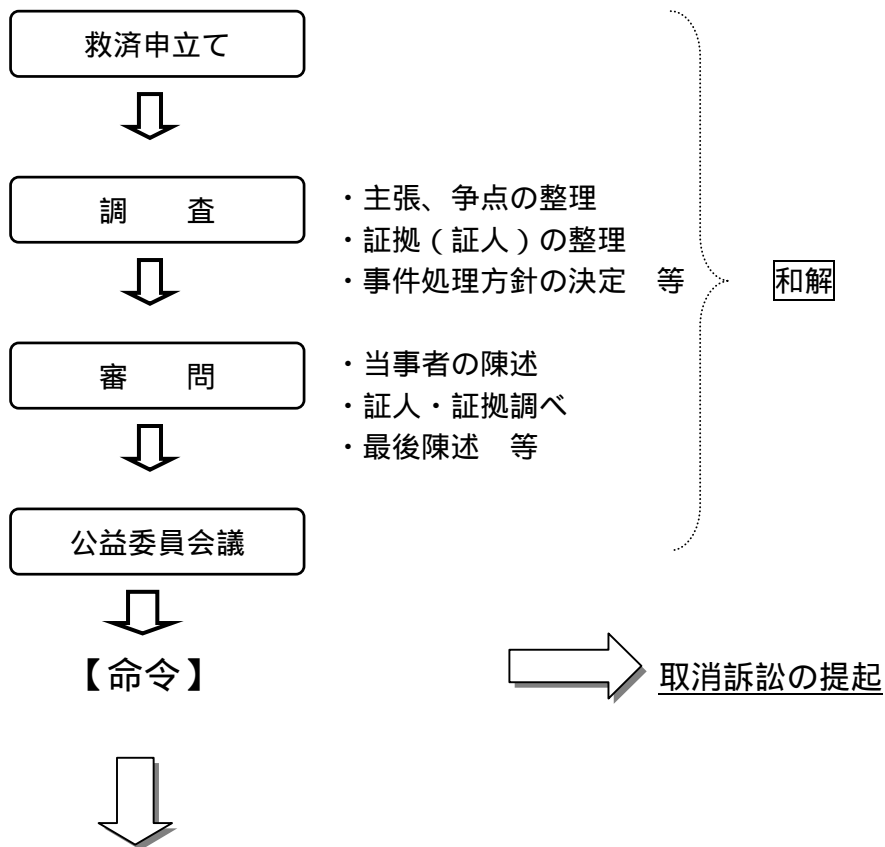 救済申立て
調　　査
・主張、争点の整理
・証拠（証人）の整理
・事件処理方針の決定　等
和解
審　　問
・当事者の陳述
・証人・証拠調べ
・最後陳述　等
公益委員会議
【命令】
取消訴訟の提起